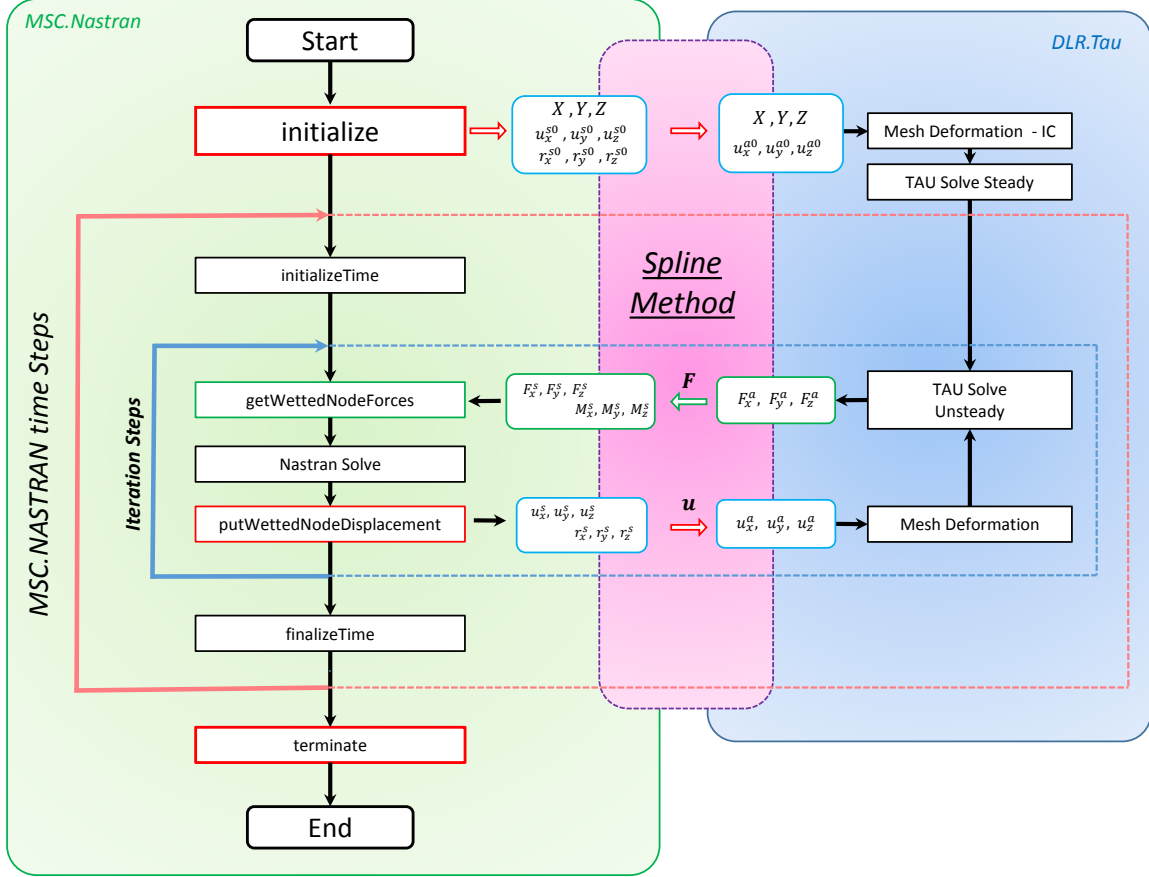 MSC.Nastran
DLR.Tau
Start
initialize
X ,Y, Z
u_x^{s0} , u_y^{s0} , u_z^{s0}
r_x^{s0} , r_y^{s0} , r_z^{s0}
X ,Y, Z
u_x^{a0}, u_y^{a0}, u_z^{a0}
Mesh Deformation - IC
TAU Solve Steady
initializeTime
Spline
Method
MSC.NASTRAN time Steps
Iteration Steps
getWettedNodeForces
F_x^s, F_y^s, F_z^s
M_x^s, M_y^s, M_z^s
F
F_x^a, F_y^a, F_z^a
TAU Solve
Unsteady
Nastran Solve
putWettedNodeDisplacement
u_x^s, u_y^s, u_z^s
r_x^s, r_y^s, r_z^s
u
u_x^a, u_y^a, u_z^a
Mesh Deformation
finalizeTime
terminate
End